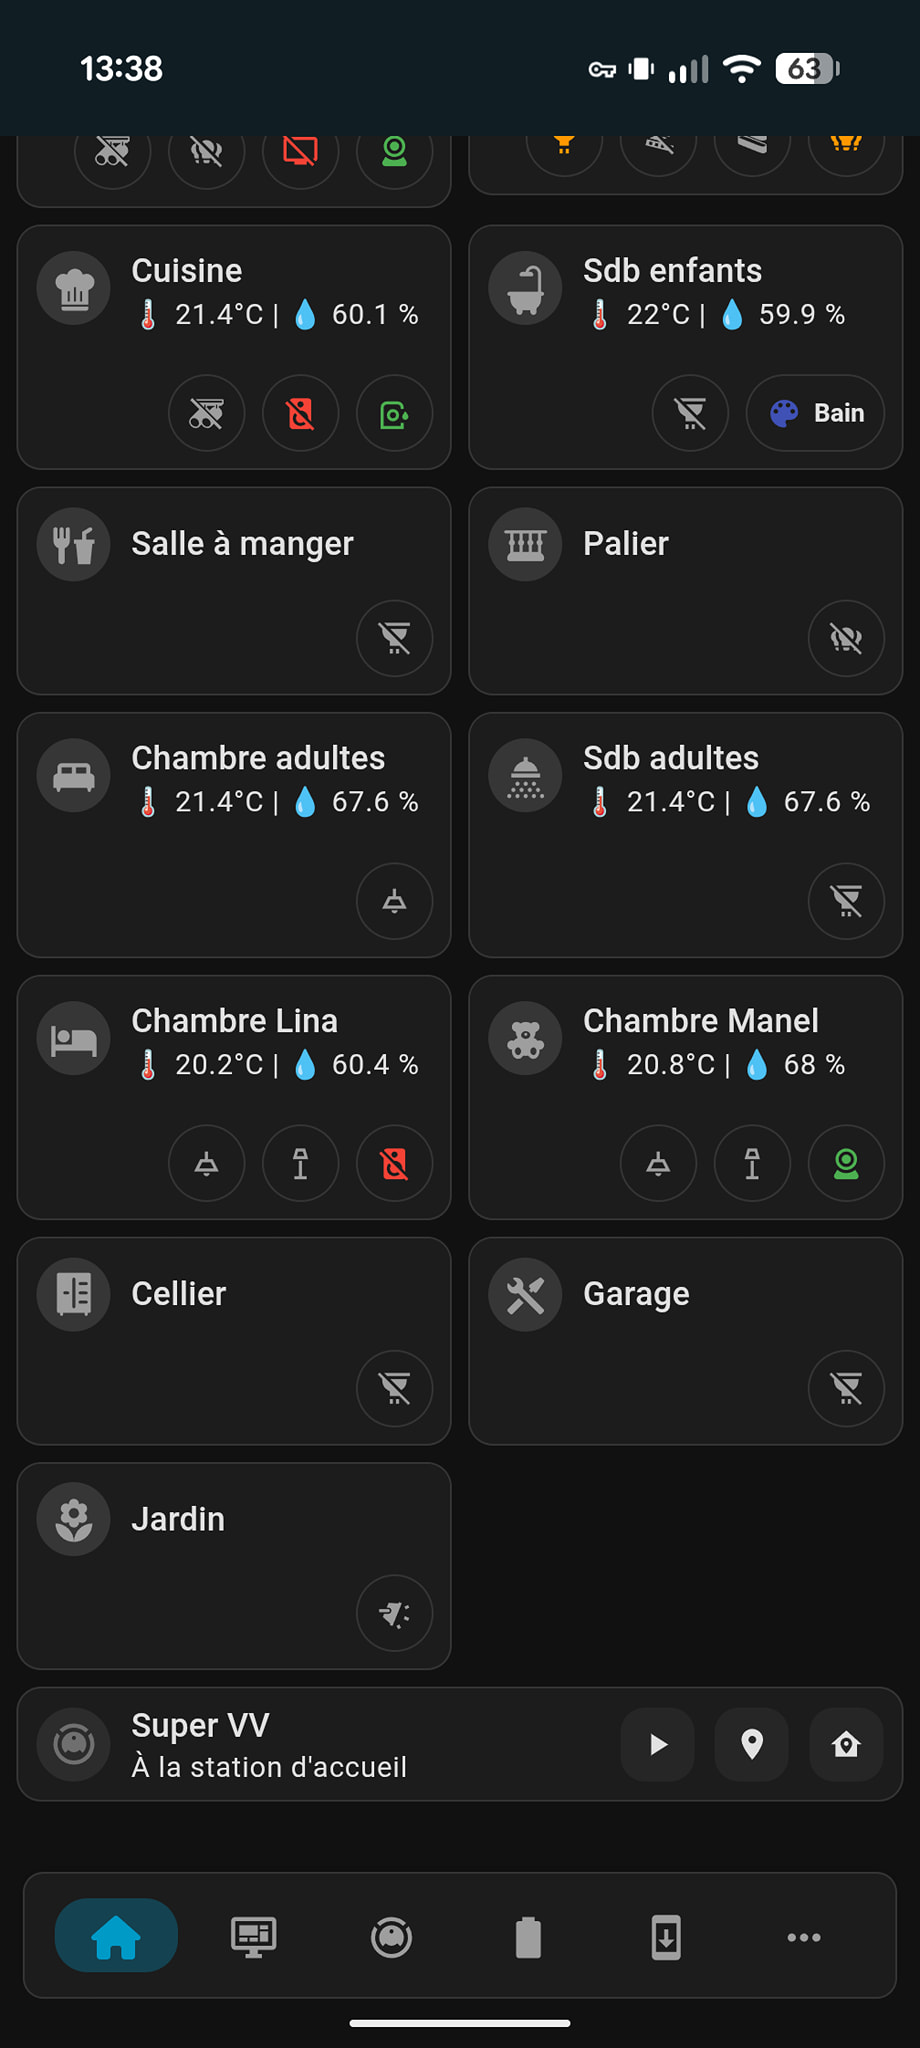 13:38
63
Cuisine
21.4°C | 60.1 %
Sdb enfants
22°C | 59.9 %
Bain
Salle à manger
Palier
Chambre adultes
21.4°C | 67.6 %
Sdb adultes
21.4°C | 67.6 %
Chambre Lina
20.2°C | 60.4 %
Chambre Manel
20.8°C | 68 %
Cellier
Garage
Jardin
Super VV
À la station d'accueil